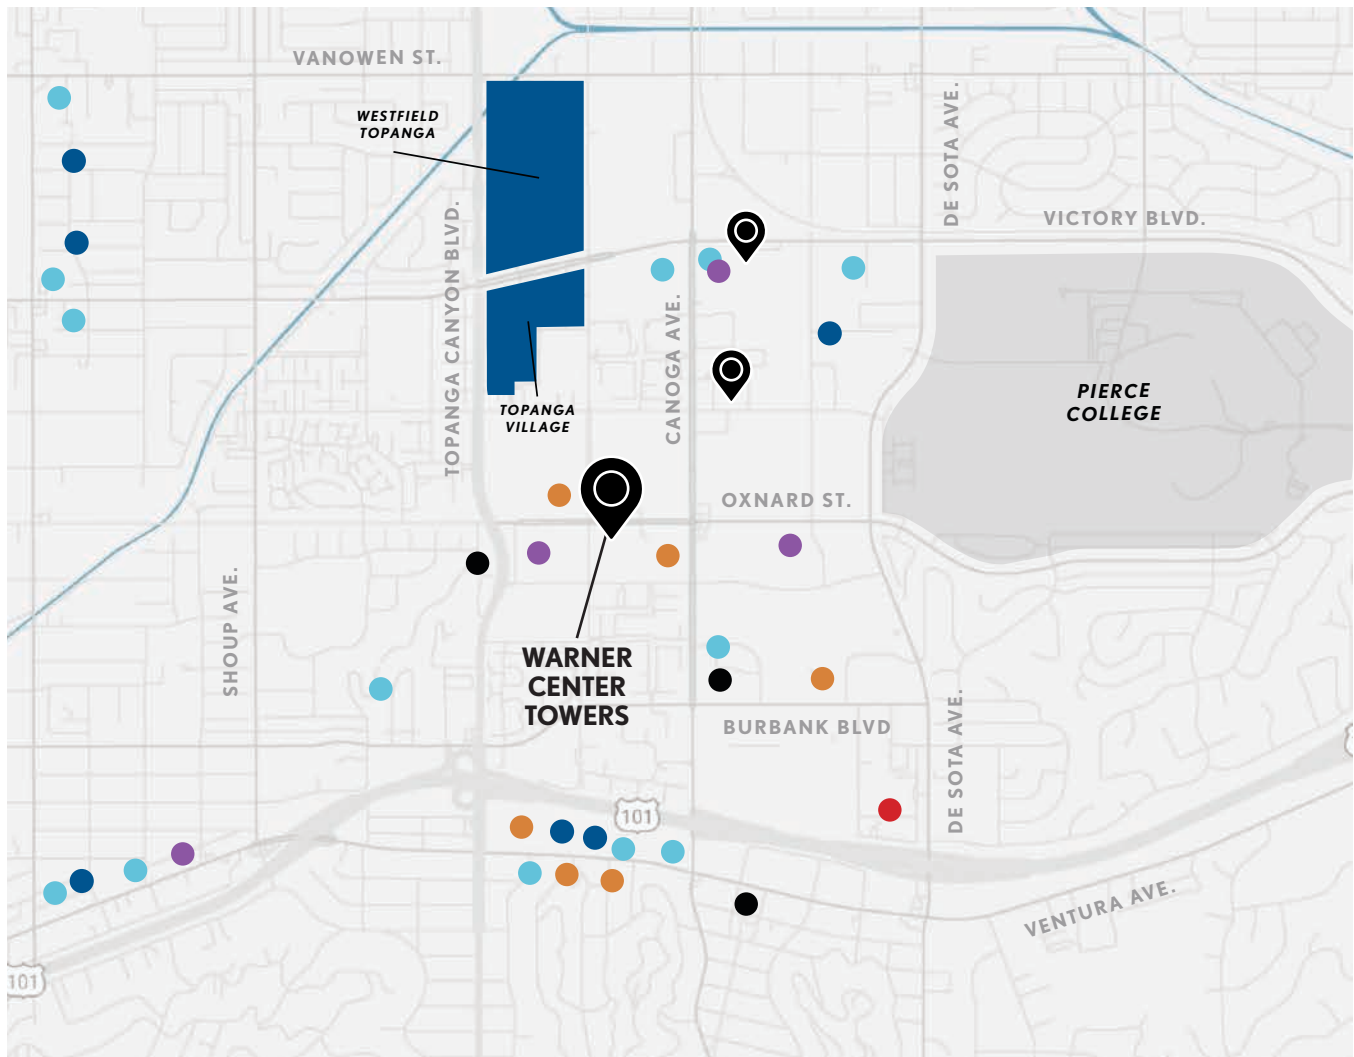 VANOWEN ST.
WESTFIELD
TOPANGA
DE SOTA AVE.
VICTORY BLVD.
TOPANGA CANYON BLVD.
CANOGA AVE.
PIERCE
COLLEGE
TOPANGA
VILLAGE
OXNARD ST.
SHOUP AVE.
WARNER
CENTER
TOWERS
BURBANK BLVD
DE SOTA AVE.
101
VENTURA AVE.
101